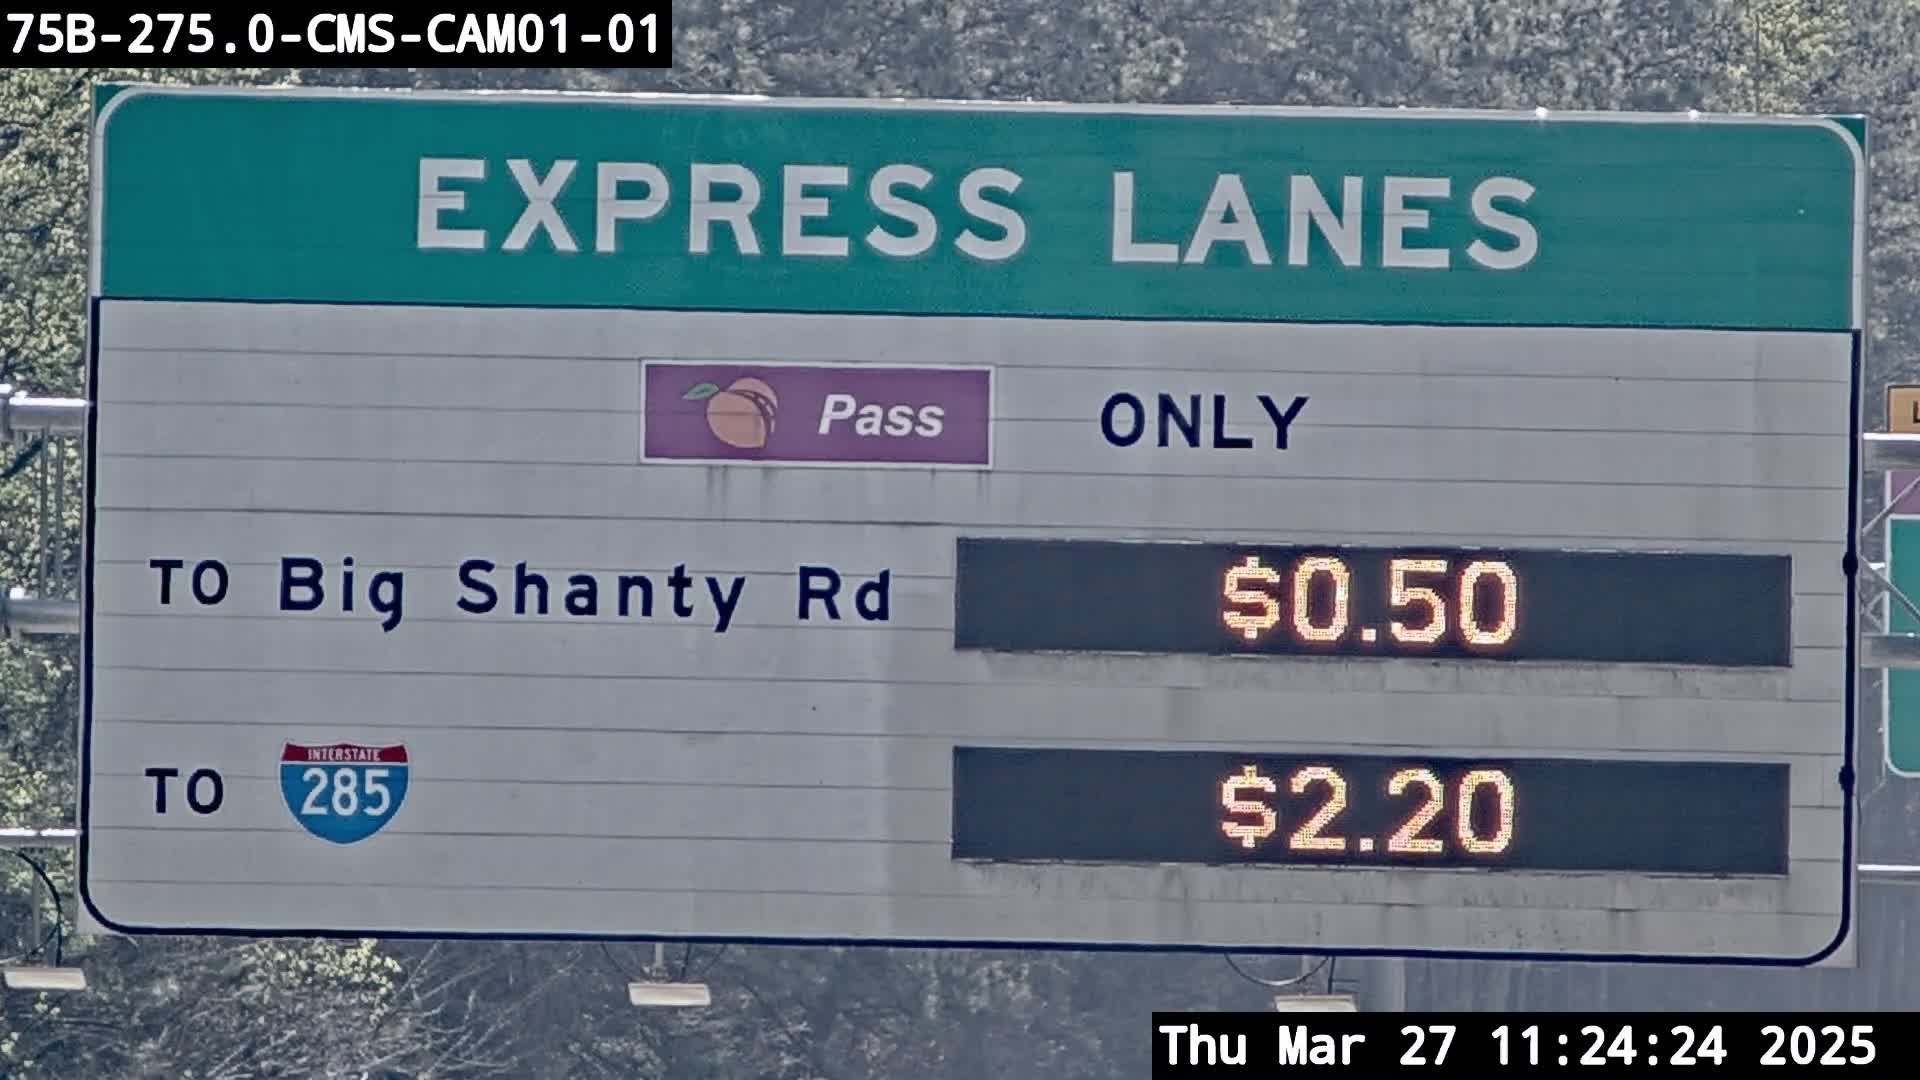 75B-275.0-CMS-CAM01-01
EXPRESS LANES
Pass ONLY
TO Big Shanty Rd $0.50
TO INTERSTATE 285 $2.20
Thu Mar 27 11:24:24 2025